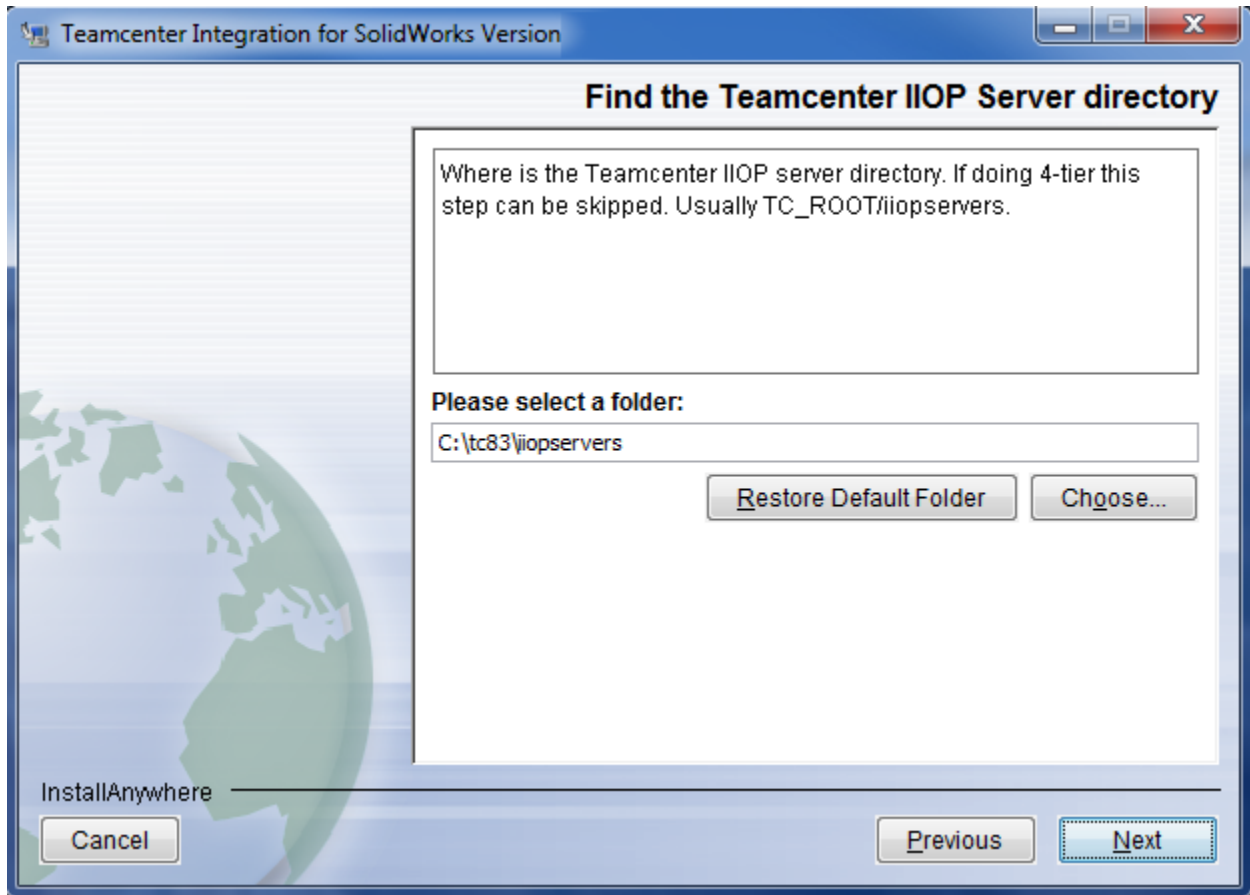 Teamcenter Integration for SolidWorks Version
Find the Teamcenter IIOP Server directory
Where is the Teamcenter IIOP server directory. If doing 4-tier this
step can be skipped. Usually TC_ROOT/iiopservers.
Please select a folder:
C:\tc83\iiopservers
Restore Default Folder
Choose...
InstallAnywhere
Cancel
Previous
Next